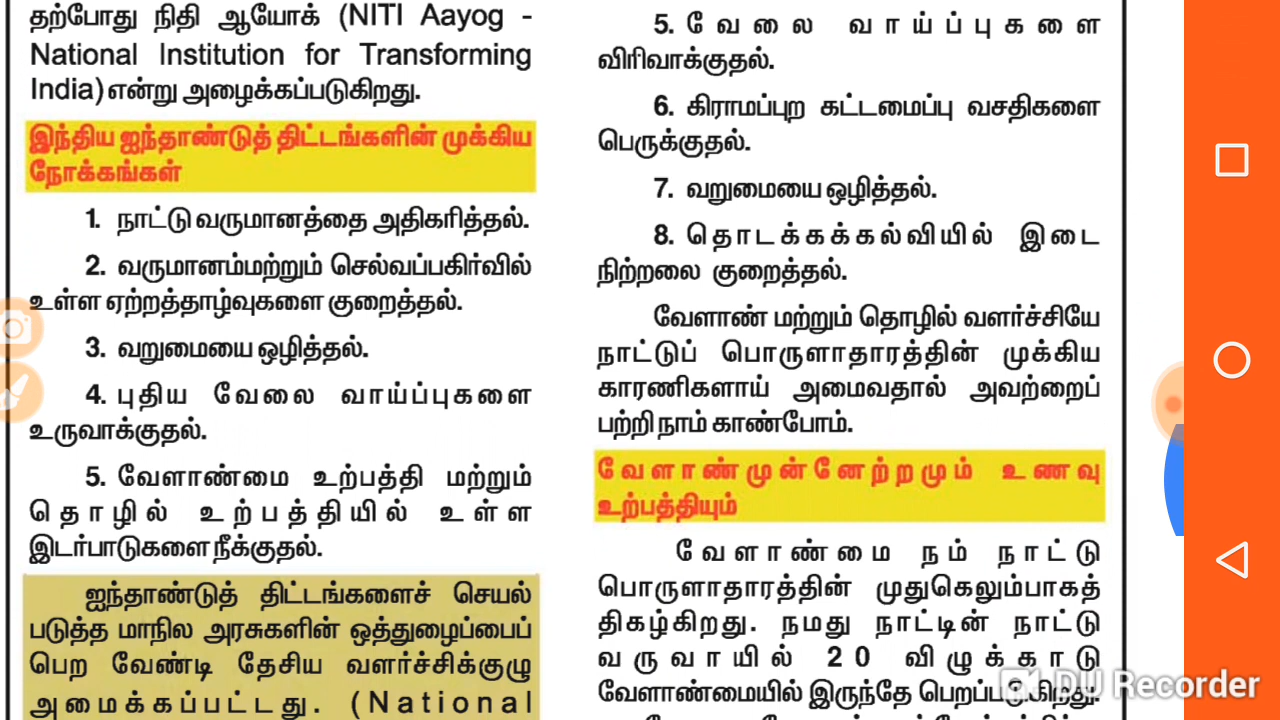 தற்போது நிதி ஆயோக் (NITI Aayog -
National Institution for Transforming
India) என்று அழைக்கப்படுகிறது.
இந்திய ஐந்தாண்டுத் திட்டங்களின் முக்கிய
நோக்கங்கள்
1. நாட்டு வருமானத்தை அதிகரித்தல்.
2. வருமானம்மற்றும் செல்வப்பகிர்வில்
உள்ள ஏற்றத்தாழ்வுகளை குறைத்தல்.
3. வறுமையை ஒழித்தல்.
4. புதிய வேலை வாய்ப்புகளை
உருவாக்குதல்.
5. வேளாண்மை உற்பத்தி மற்றும்
தொழில் உற்பத்தியில் உள்ள
இடர்பாடுகளை நீக்குதல்.
ஐந்தாண்டுத் திட்டங்களைச் செயல்
படுத்த மாநில அரசுகளின் ஒத்துழைப்பைப்
பெற வேண்டி தேசிய வளர்ச்சிக்குழு
அமைக்கப்பட்டது. (National
5. வேலை வாய்ப்புகளை
விரிவாக்குதல்.
6. கிராமப்புற கட்டமைப்பு வசதிகளை
பெருக்குதல்.
7. வறுமையை ஒழித்தல்.
8. தொடக்கக்கல்வியில் இடை
நிற்றலை குறைத்தல்.
வேளாண் மற்றும் தொழில் வளர்ச்சியே
நாட்டுப் பொருளாதாரத்தின் முக்கிய
காரணிகளாய் அமைவதால் அவற்றைப்
பற்றி நாம் காண்போம்.
வேளாண்முன்னேற்றமும் உணவு
உற்பத்தியும்
வேளாண்மை நம் நாட்டு
பொருளாதாரத்தின் முதுகெலும்பாகத்
திகழ்கிறது. நமது நாட்டின் நாட்டு
வருவாயில் 20 விழுக்காடு
வேளாண்மையில் இருந்தே பெறப்படுகிறது.
DU Recorder